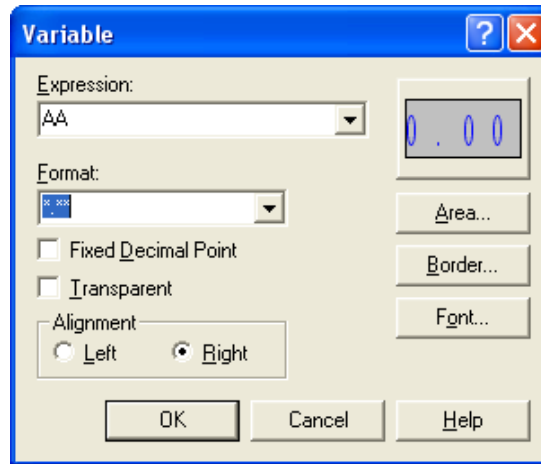 Variable
Expression:
AA
0.00
Format:
*.**
Area...
Fixed Decimal Point
Border...
Transparent
Font...
Alignment
Left Right
OK Cancel Help